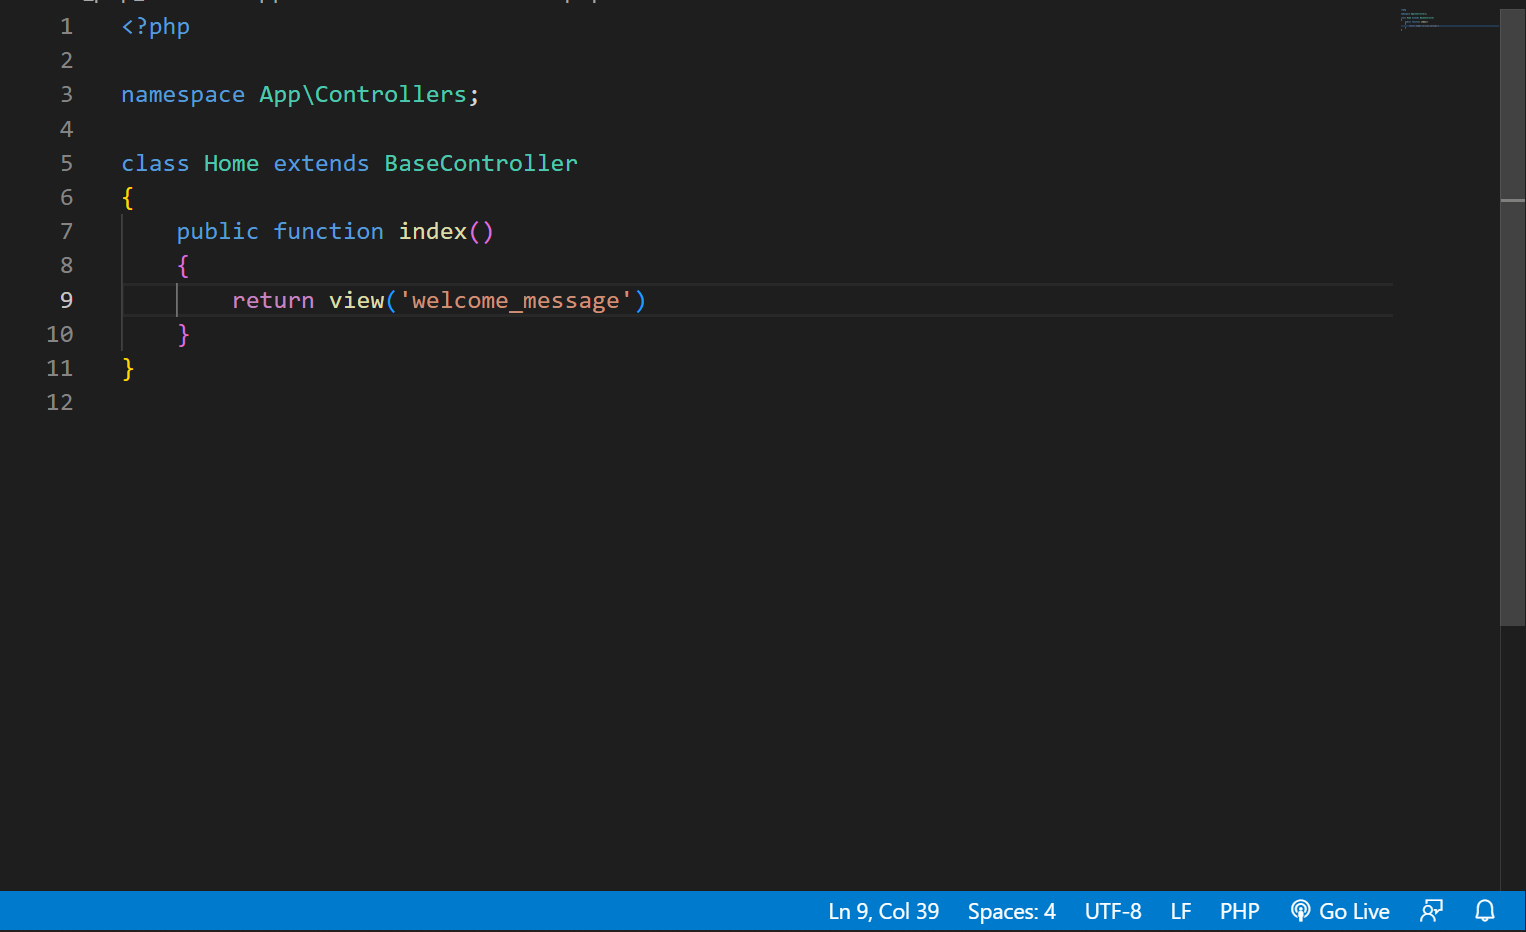 1 <?php
2
3 namespace App\Controllers;
4
5 class Home extends BaseController
6 {
7     public function index()
8     {
9         return view('welcome_message')
10     }
11 }
12
Ln 9, Col 39 Spaces: 4 UTF-8 LF PHP Go Live